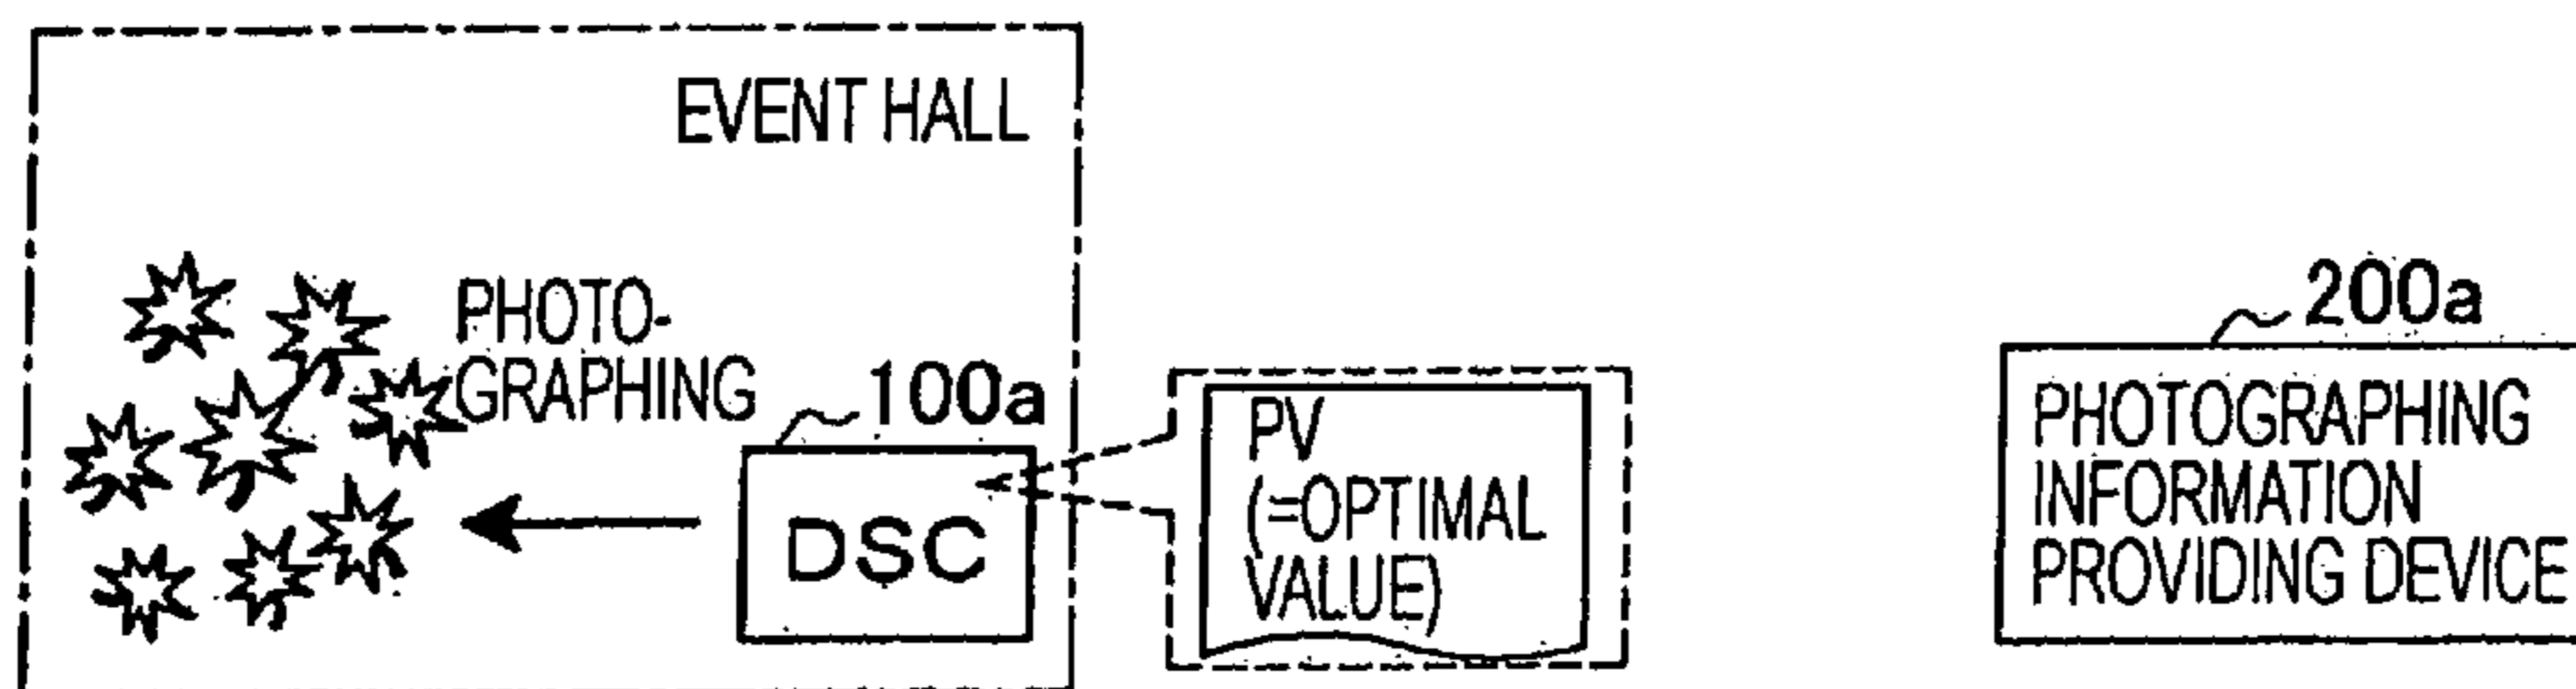 EVENT HALL
PHOTO-
GRAPHING
100a
DSC
PV
(=OPTIMAL
VALUE)
200a
PHOTOGRAPHING
INFORMATION
PROVIDING DEVICE